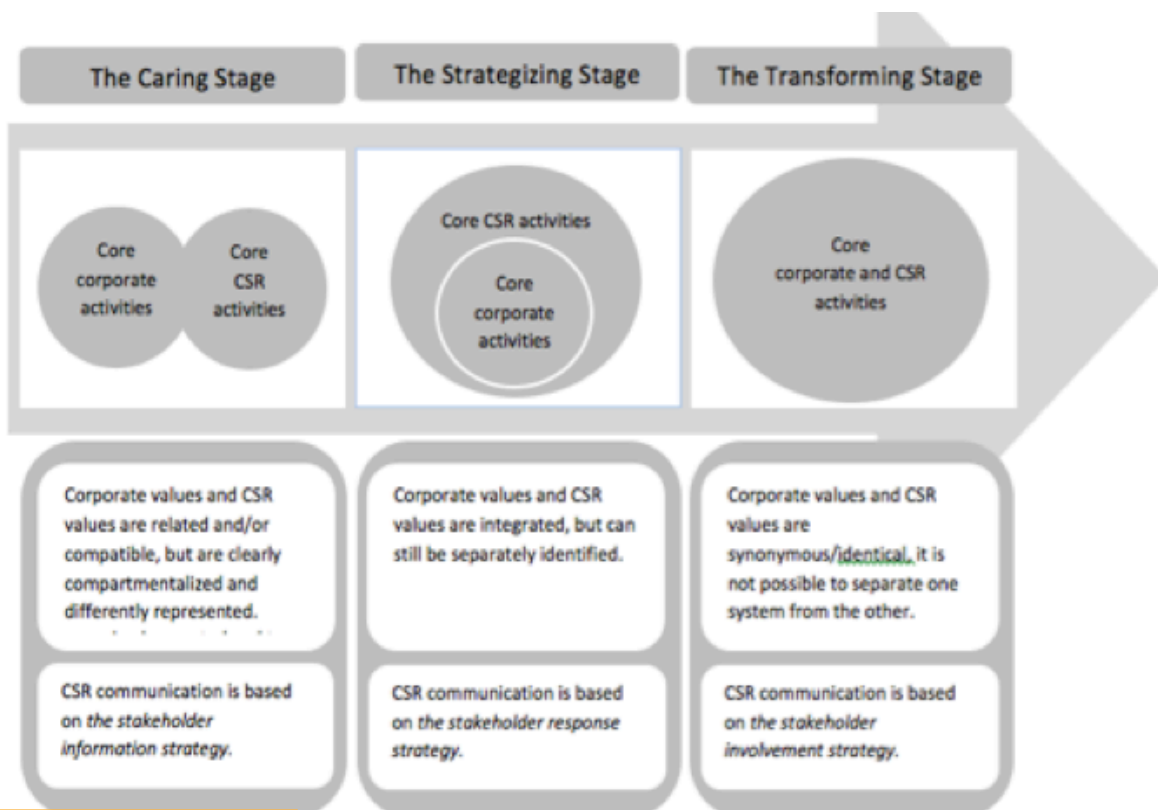 The Caring Stage
The Strategizing Stage
The Transforming Stage
Core
corporate
activities
Core
CSR
activities
Core CSR activities
Core
corporate
activities
Core
corporate and CSR
activities
Corporate values and CSR
values are related and/or
compatible, but are clearly
compartmentalized and
differently represented.
Corporate values and CSR
values are integrated, but can
still be separately identified.
Corporate values and CSR
values are
synonymous/identical, it is
not possible to separate one
system from the other.
CSR communication is based
on the stakeholder
information strategy.
CSR communication is based
on the stakeholder response
strategy.
CSR communication is based
on the stakeholder
involvement strategy.